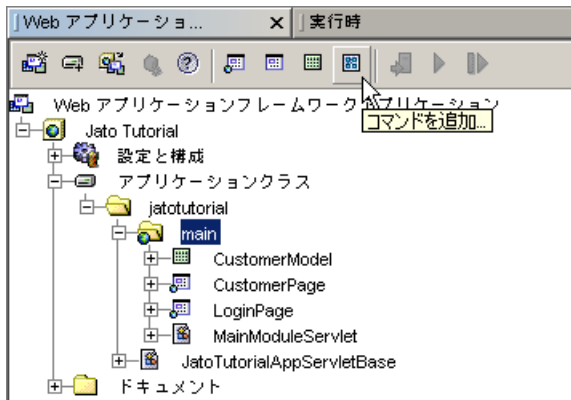 Web アプリケーショ...
実行時
Web アプリケーションフレームワーク アプリケーション
コマンドを追加...
Jato Tutorial
設定と構成
アプリケーションクラス
jatotutorial
main
CustomerModel
CustomerPage
LoginPage
MainModuleServlet
JatoTutorialAppServletBase
ドキュメント